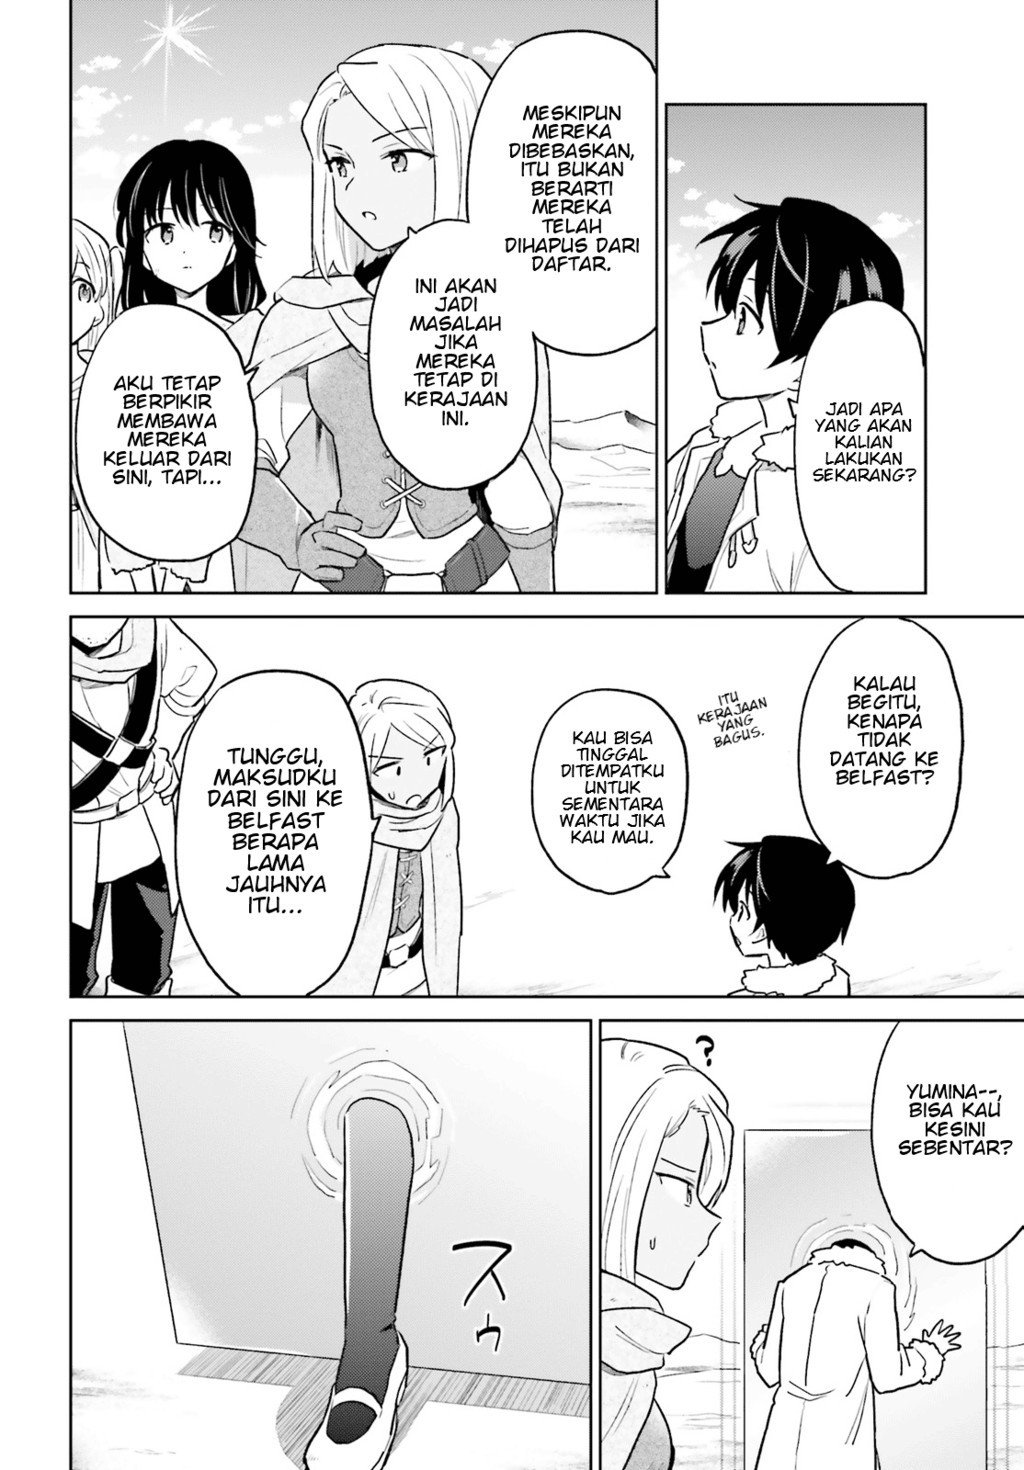 JADI APA
YANG AKAN
KALIAN
LAKUKAN
SEKARANG?
MESKIPUN
MEREKA
DIBEBASKAN,
ITU BUKAN
BERARTI
MEREKA
TELAH
DIHAPUS DARI
DAFTAR.
INI AKAN
JADI
MASALAH
JIKA
MEREKA
TETAP DI
KERAJAAN
INI.
AKU TETAP
BERPIKIR
MEMBAWA
MEREKA
KELUAR DARI
SINI, TAPI...
KALAU
BEGITU,
KENAPA
TIDAK
DATANG KE
BELFAST?
ITU
KERAJAAN
YANG
BAGUS.
KAU BISA
TINGGAL
DITEMPATKU
UNTUK
SEMENTARA
WAKTU JIKA
KAU MAU.
TUNGGU,
MAKSUDKU
DARI SINI KE
BELFAST
BERAPA
LAMA
JAUHNYA
ITU...
YUMINA--,
BISA KAU
KESINI
SEBENTAR?
?
スゥ